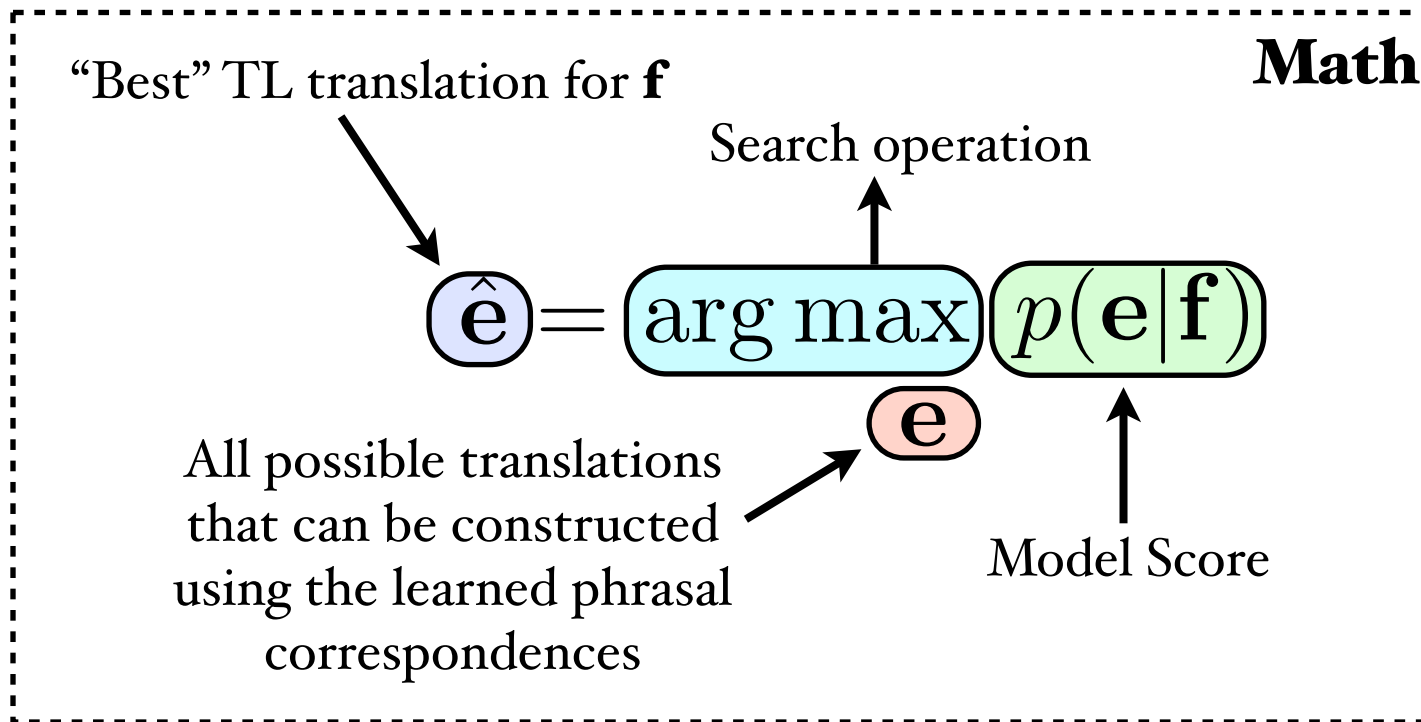 Math
“Best” TL translation for f
Search operation
ê = arg max p(e|f)
e
All possible translations
that can be constructed
using the learned phrasal
correspondences
Model Score